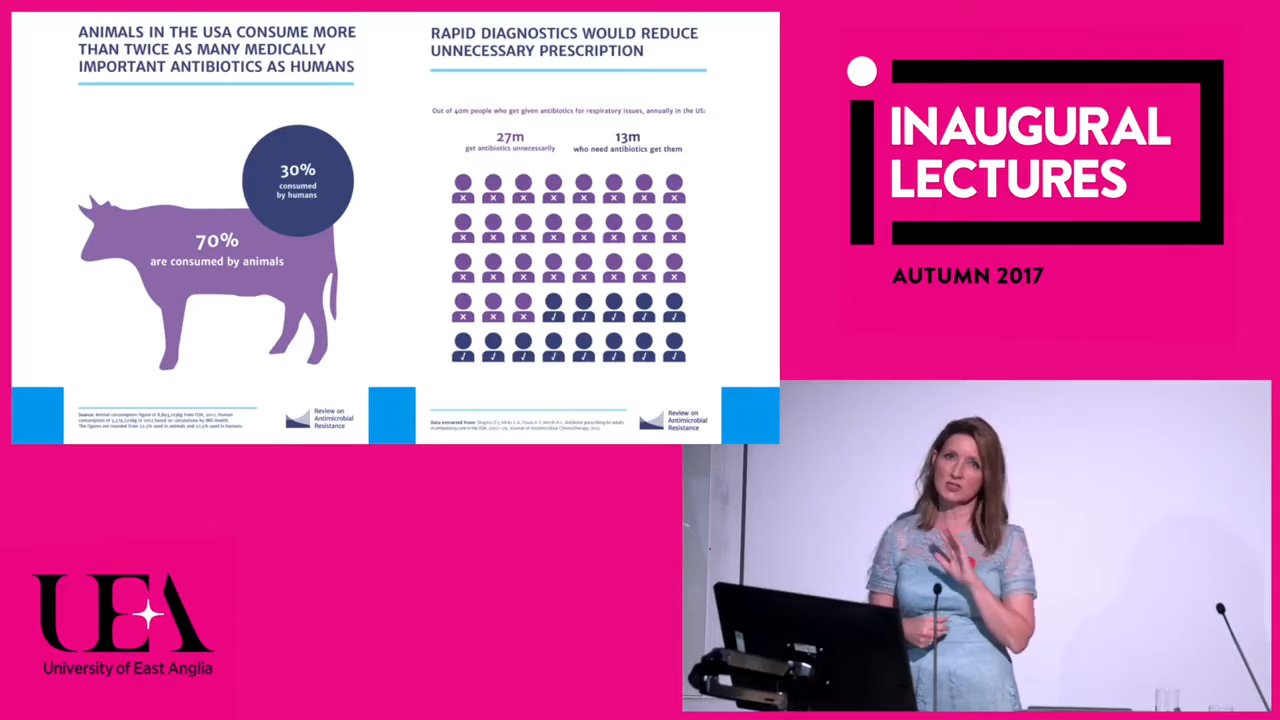 ANIMALS IN THE USA CONSUME MORE
THAN TWICE AS MANY MEDICALLY
IMPORTANT ANTIBIOTICS AS HUMANS
30%
consumed
by humans
70%
are consumed by animals
Review on
Antimicrobial
Resistance
RAPID DIAGNOSTICS WOULD REDUCE
UNNECESSARY PRESCRIPTION
Out of 40m people who get given antibiotics for respiratory issues, annually in the US:
27m
get antibiotics unnecessarily
13m
who need antibiotics get them
Review on
Antimicrobial
Resistance
INAUGURAL
LECTURES
AUTUMN 2017
UEA
University of East Anglia